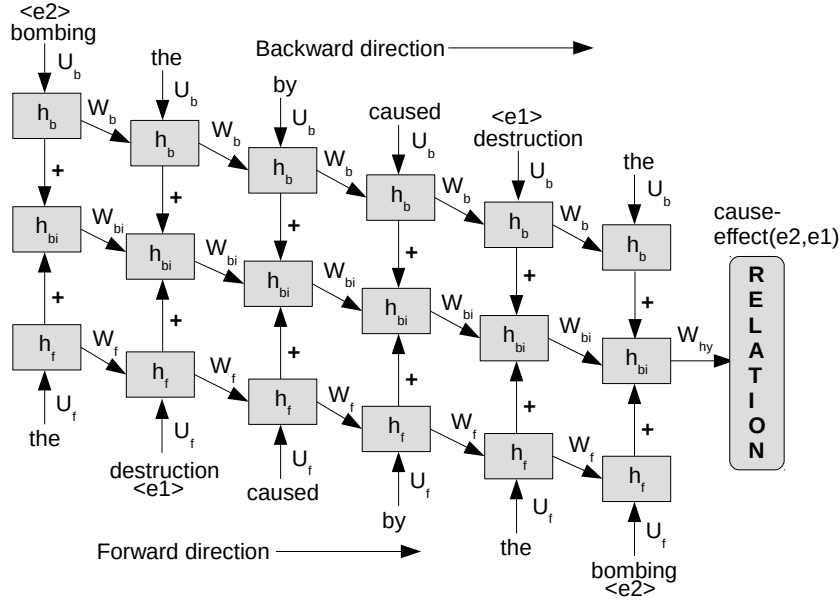 <e2>
bombing
the
by
caused
<e1>
destruction
the
Backward direction
U_b
U_b
U_b
U_b
U_b
U_b
h_b
W_b
h_b
W_b
h_b
W_b
h_b
W_b
h_b
W_b
h_b
+
+
+
+
+
+
cause-
effect(e2,e1)
h_bi
W_bi
h_bi
W_bi
h_bi
W_bi
h_bi
W_bi
h_bi
W_bi
h_bi
W_hy
R
E
L
A
T
I
O
N
+
+
+
+
+
+
h_f
W_f
h_f
W_f
h_f
W_f
h_f
W_f
h_f
W_f
h_f
U_f
U_f
U_f
U_f
U_f
U_f
the
destruction
<e1>
caused
by
the
bombing
<e2>
Forward direction